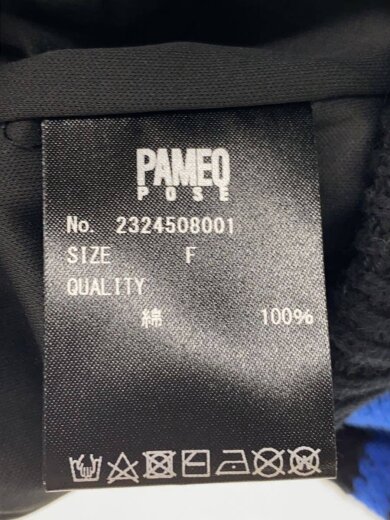 PAMEO
POSE
No. 2324508001
SIZE F
QUALITY
綿 100%